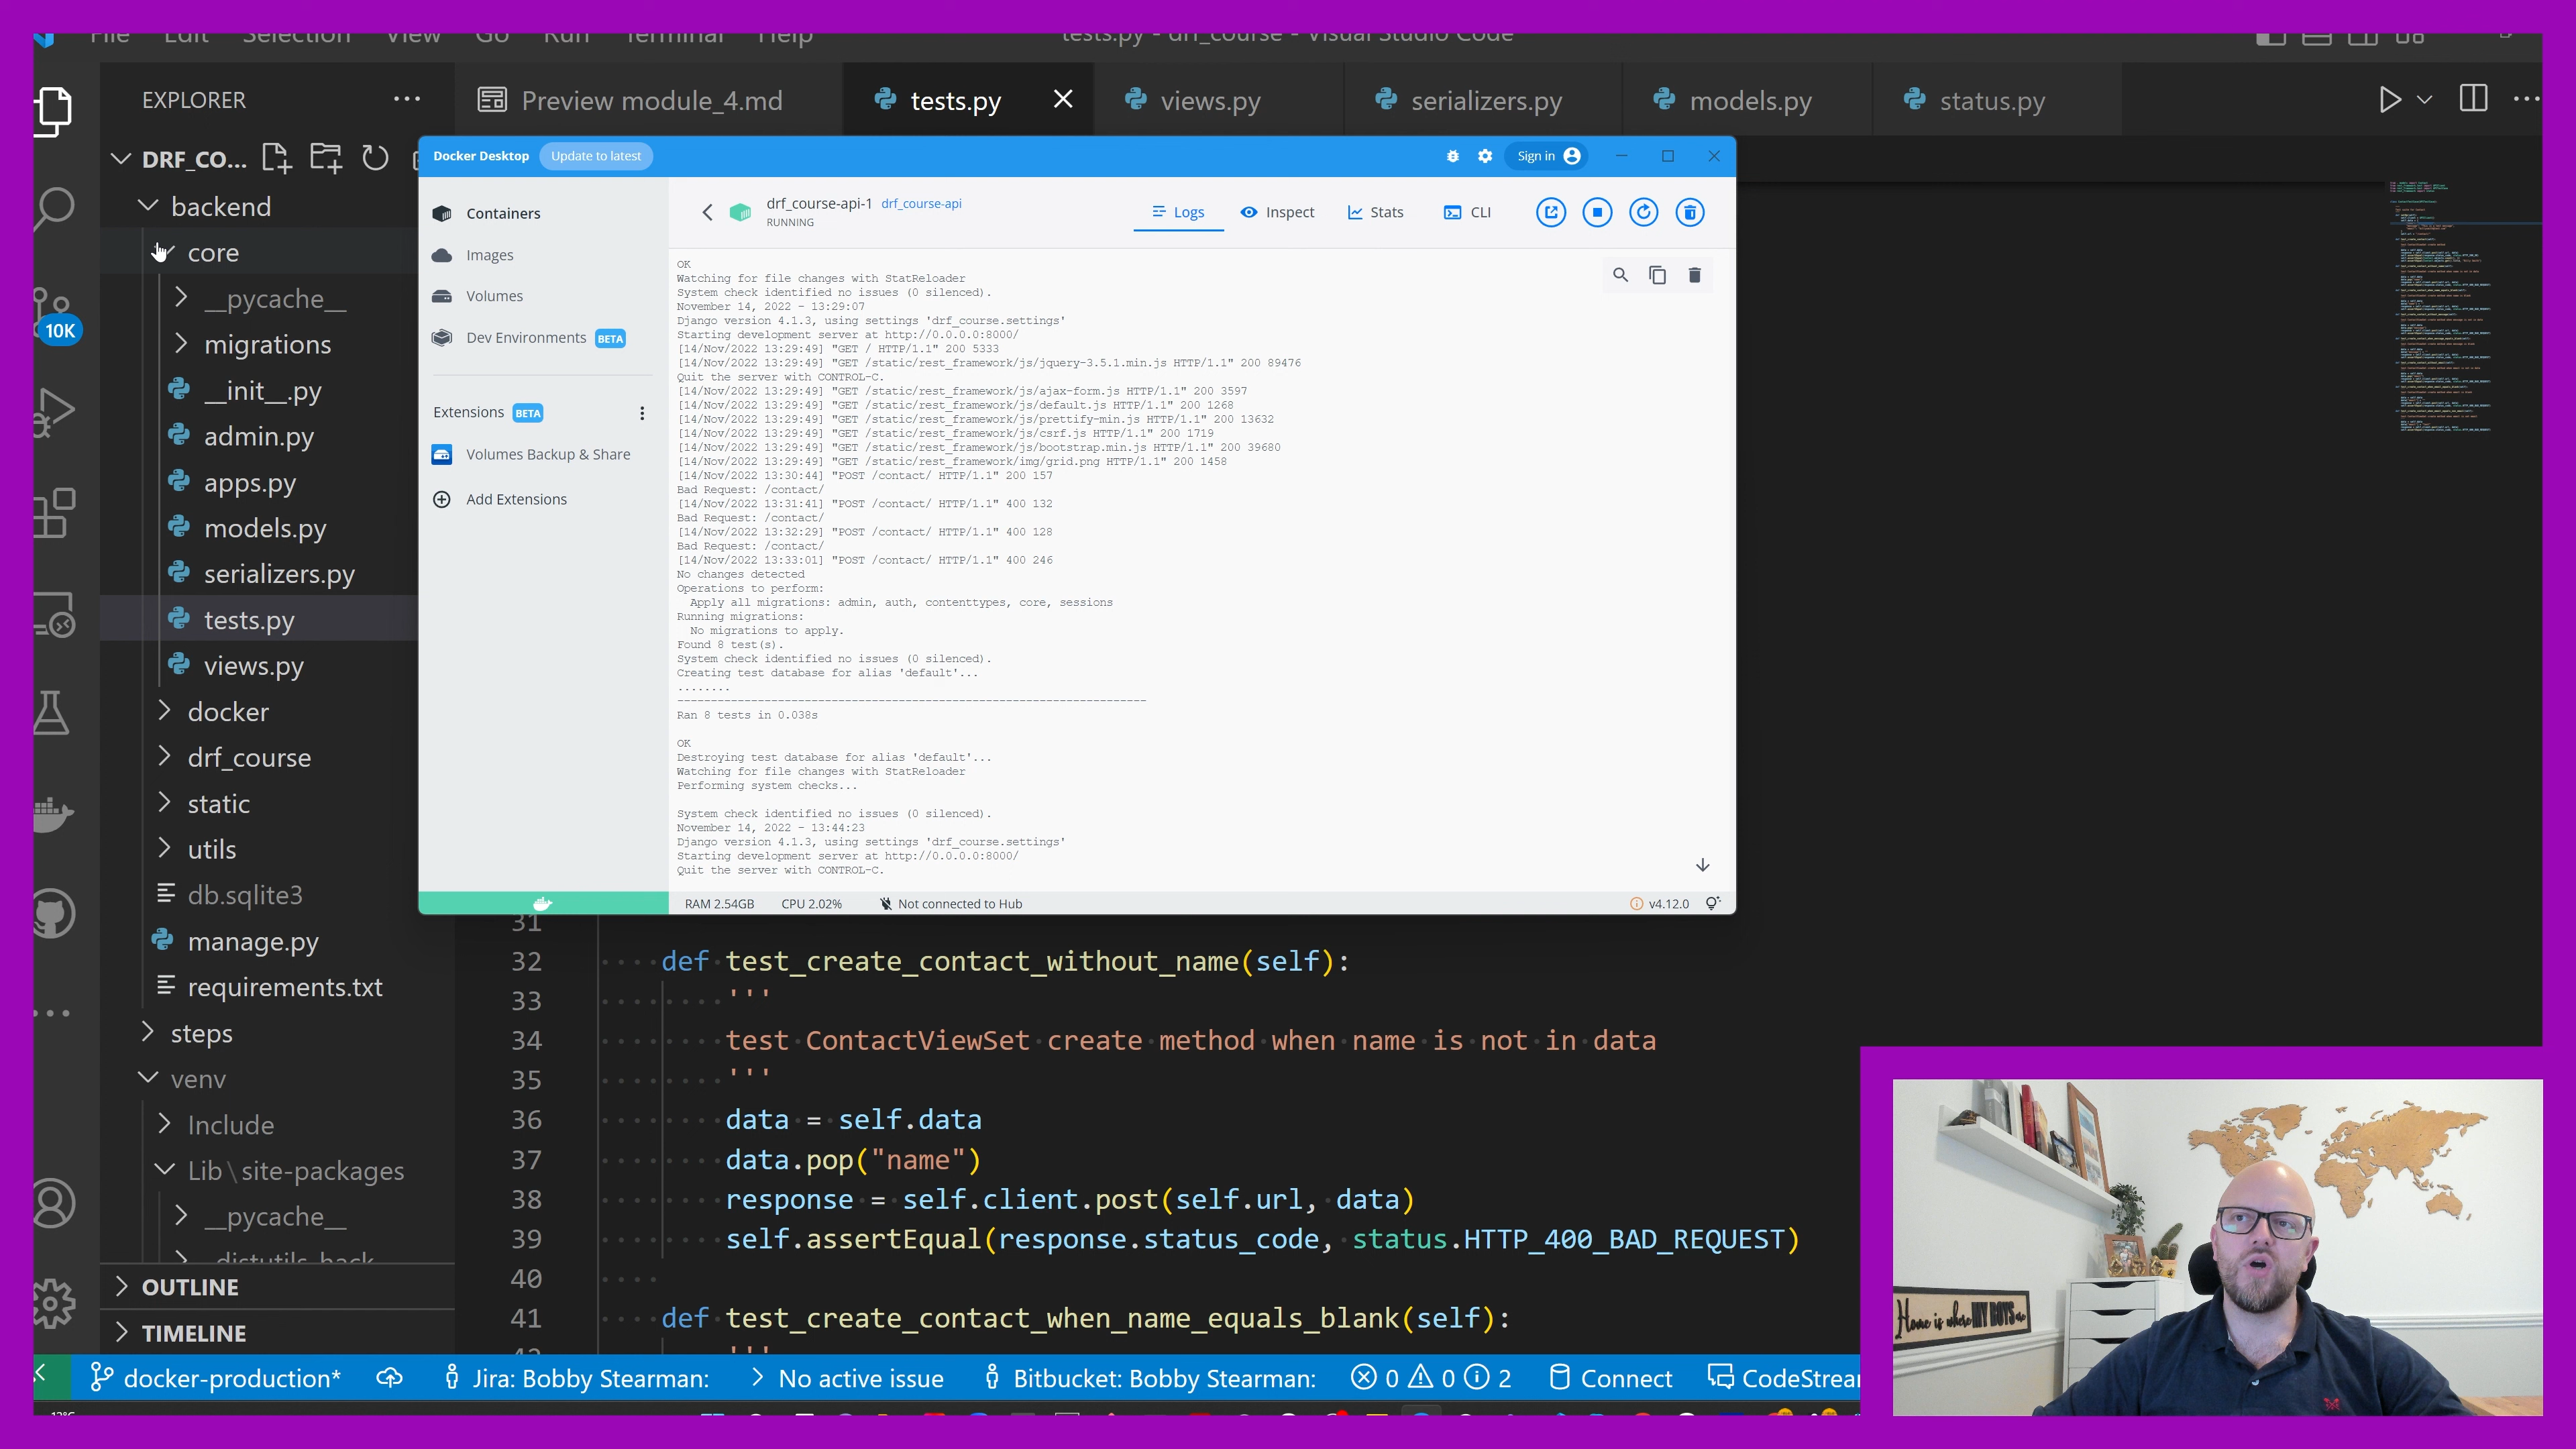 File Edit Selection View Go Run Terminal Help
tests.py - drf_course - Visual Studio Code
EXPLORER
Preview module_4.md
tests.py
views.py
serializers.py
models.py
status.py
DRF_CO...
backend
core
__pycache__
migrations
__init__.py
admin.py
apps.py
models.py
serializers.py
tests.py
views.py
docker
drf_course
static
utils
db.sqlite3
manage.py
requirements.txt
steps
venv
Include
Lib\site-packages
__pycache__
_distutils_hack
OUTLINE
TIMELINE
10K
Docker Desktop
Update to latest
Sign in
Containers
Images
Volumes
Dev Environments BETA
Extensions BETA
Volumes Backup & Share
Add Extensions
drf_course-api-1 drf_course-api
RUNNING
Logs
Inspect
Stats
CLI
OK
Watching for file changes with StatReloader
System check identified no issues (0 silenced).
November 14, 2022 - 13:29:07
Django version 4.1.3, using settings 'drf_course.settings'
Starting development server at http://0.0.0.0:8000/
[14/Nov/2022 13:29:49] "GET / HTTP/1.1" 200 5333
[14/Nov/2022 13:29:49] "GET /static/rest_framework/js/jquery-3.5.1.min.js HTTP/1.1" 200 89476
Quit the server with CONTROL-C.
[14/Nov/2022 13:29:49] "GET /static/rest_framework/js/ajax-form.js HTTP/1.1" 200 3597
[14/Nov/2022 13:29:49] "GET /static/rest_framework/js/default.js HTTP/1.1" 200 1268
[14/Nov/2022 13:29:49] "GET /static/rest_framework/js/prettify-min.js HTTP/1.1" 200 13632
[14/Nov/2022 13:29:49] "GET /static/rest_framework/js/csrf.js HTTP/1.1" 200 1719
[14/Nov/2022 13:29:49] "GET /static/rest_framework/js/bootstrap.min.js HTTP/1.1" 200 39680
[14/Nov/2022 13:29:49] "GET /static/rest_framework/img/grid.png HTTP/1.1" 200 1458
[14/Nov/2022 13:30:44] "POST /contact/ HTTP/1.1" 200 157
Bad Request: /contact/
[14/Nov/2022 13:31:41] "POST /contact/ HTTP/1.1" 400 132
Bad Request: /contact/
[14/Nov/2022 13:32:29] "POST /contact/ HTTP/1.1" 400 128
Bad Request: /contact/
[14/Nov/2022 13:33:01] "POST /contact/ HTTP/1.1" 400 246
No changes detected
Operations to perform:
Apply all migrations: admin, auth, contenttypes, core, sessions
Running migrations:
No migrations to apply.
Found 8 test(s).
System check identified no issues (0 silenced).
Creating test database for alias 'default'...
........
----------------------------------------------------------------------
Ran 8 tests in 0.038s
OK
Destroying test database for alias 'default'...
Watching for file changes with StatReloader
Performing system checks...
System check identified no issues (0 silenced).
November 14, 2022 - 13:44:23
Django version 4.1.3, using settings 'drf_course.settings'
Starting development server at http://0.0.0.0:8000/
Quit the server with CONTROL-C.
RAM 2.54GB CPU 2.02% Not connected to Hub
v4.12.0
31
32 def test_create_contact_without_name(self):
33 '''
34 test ContactViewSet create method when name is not in data
35 '''
36 data = self.data
37 data.pop("name")
38 response = self.client.post(self.url, data)
39 self.assertEqual(response.status_code, status.HTTP_400_BAD_REQUEST)
40
41 def test_create_contact_when_name_equals_blank(self):
42 '''
docker-production* Jira: Bobby Stearman: No active issue Bitbucket: Bobby Stearman: 0 0 2 Connect CodeStream
12°C
Home is where MY BOYS are